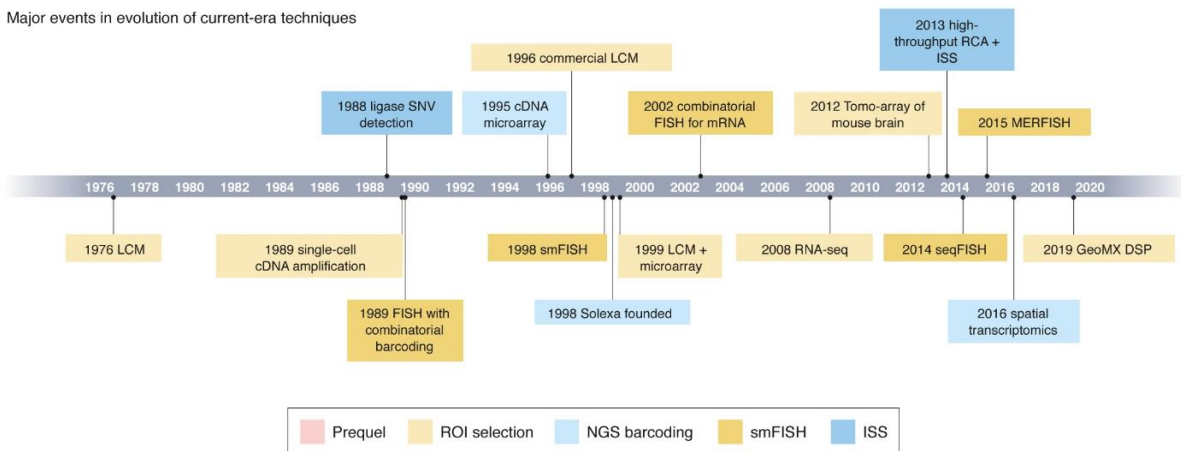 Major events in evolution of current-era techniques
2013 high-
throughput RCA +
ISS
1996 commercial LCM
1988 ligase SNV
detection
1995 cDNA
microarray
2002 combinatorial
FISH for mRNA
2012 Tomo-array of
mouse brain
2015 MERFISH
1976 1978 1980 1982 1984 1986 1988 1990 1992 1994 1996 1998 2000 2002 2004 2006 2008 2010 2012 2014 2016 2018 2020
1976 LCM
1989 single-cell
cDNA amplification
1998 smFISH
1999 LCM +
microarray
2008 RNA-seq
2014 seqFISH
2019 GeoMX DSP
1989 FISH with
combinatorial
barcoding
1998 Solexa founded
2016 spatial
transcriptomics
Prequel ROI selection NGS barcoding smFISH ISS